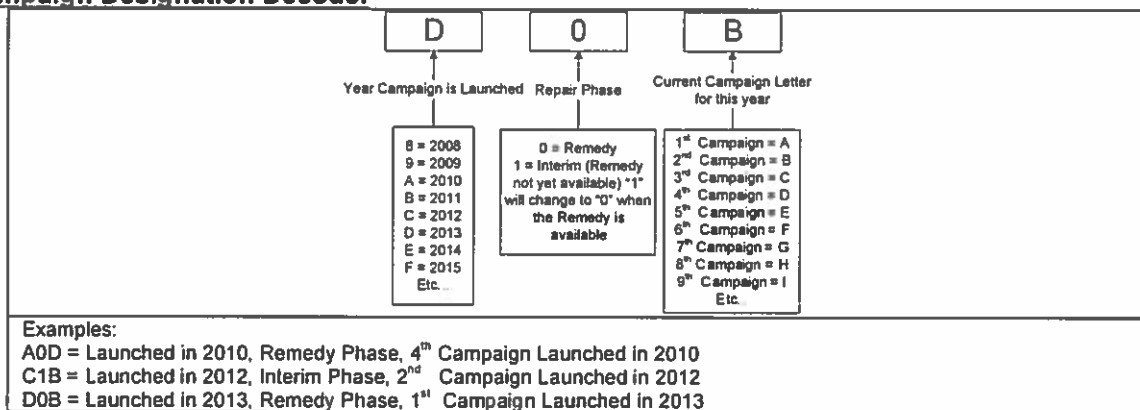 D 0 B
Year Campaign is Launched Repair Phase Current Campaign Letter
for this year
8 = 2008
9 = 2009
A = 2010
B = 2011
C = 2012
D = 2013
E = 2014
F = 2015
Etc...
0 = Remedy
1 = Interim (Remedy
not yet available) "1"
will change to "0" when
the Remedy is
available
1st Campaign = A
2nd Campaign = B
3rd Campaign = C
4th Campaign = D
5th Campaign = E
6th Campaign = F
7th Campaign = G
8th Campaign = H
9th Campaign = I
Etc...
Examples:
A0D = Launched in 2010, Remedy Phase, 4th Campaign Launched in 2010
C1B = Launched in 2012, Interim Phase, 2nd Campaign Launched in 2012
D0B = Launched in 2013, Remedy Phase, 1st Campaign Launched in 2013